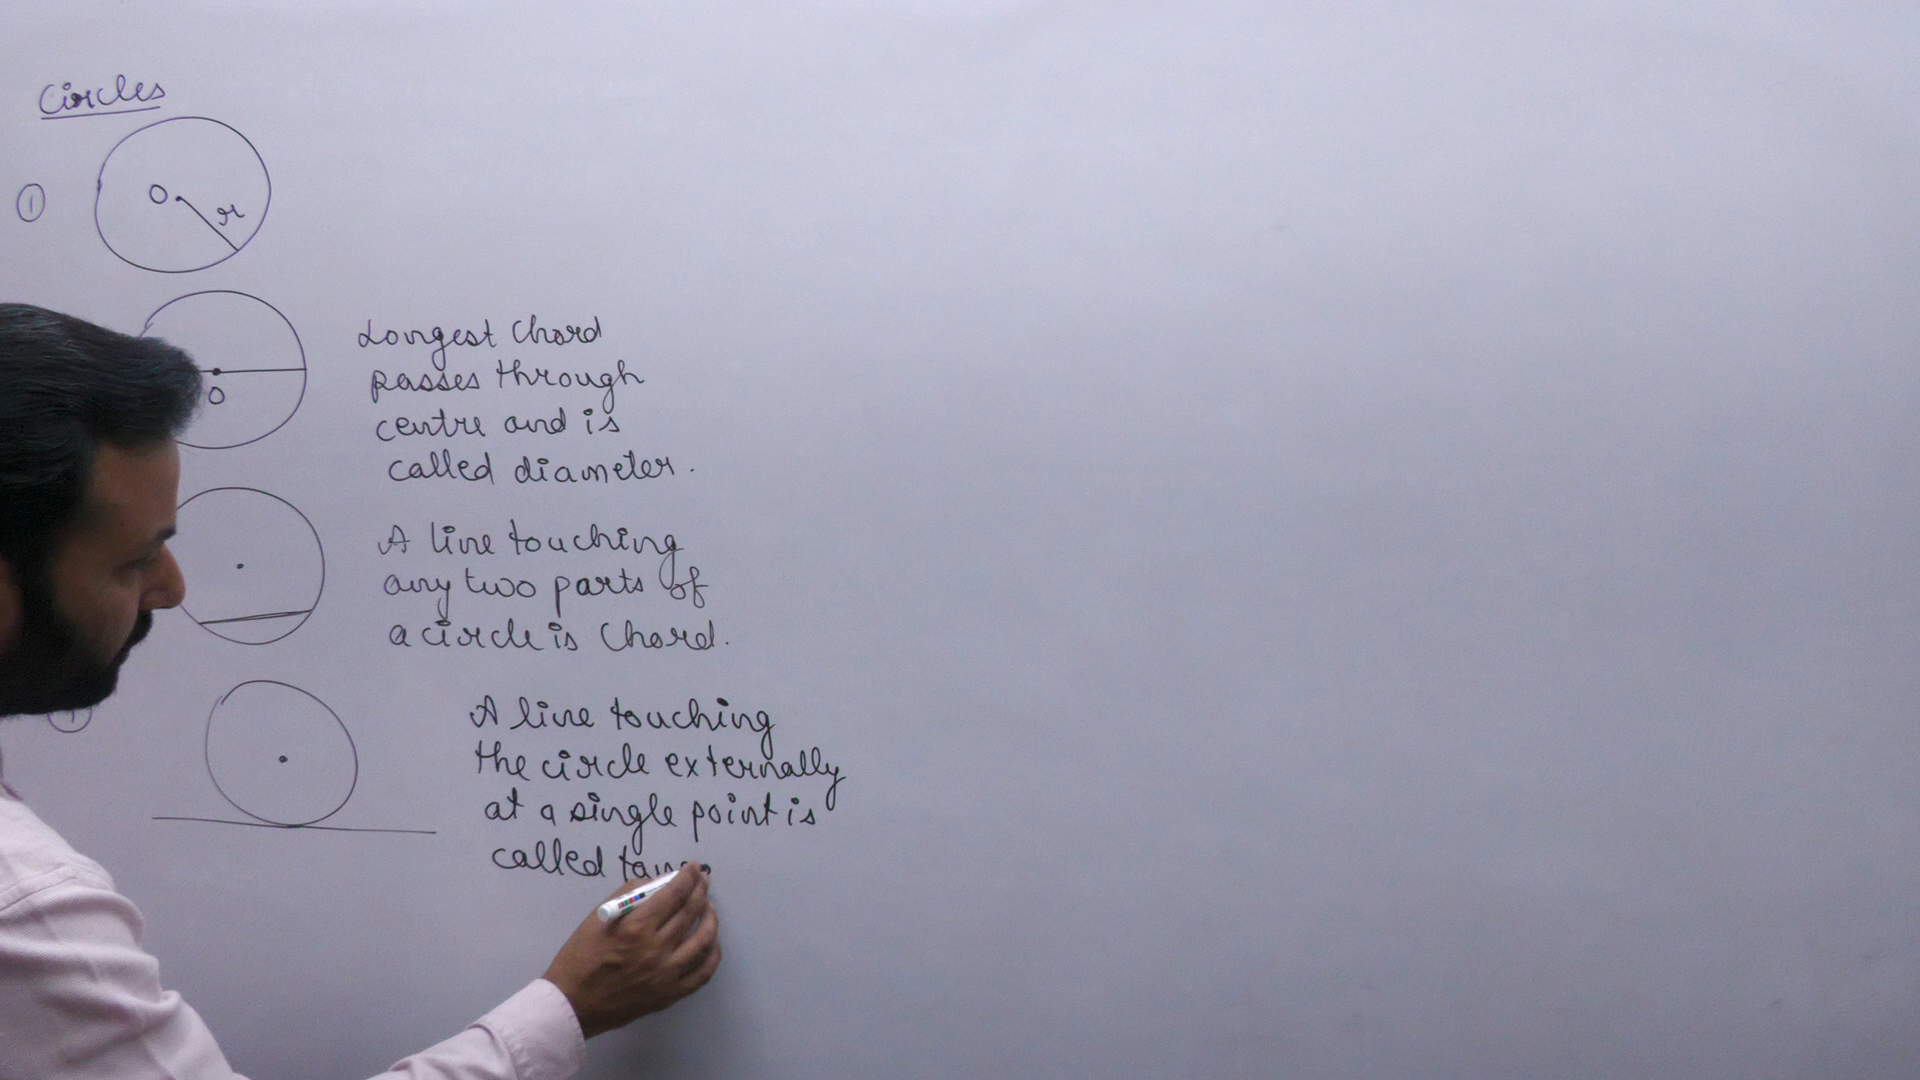 Circles
①
O r
O
Longest Chord
passes through
centre and is
called diameter.
A line touching
any two parts of
a circle is Chord.
A line touching
the circle externally
at a single point is
called